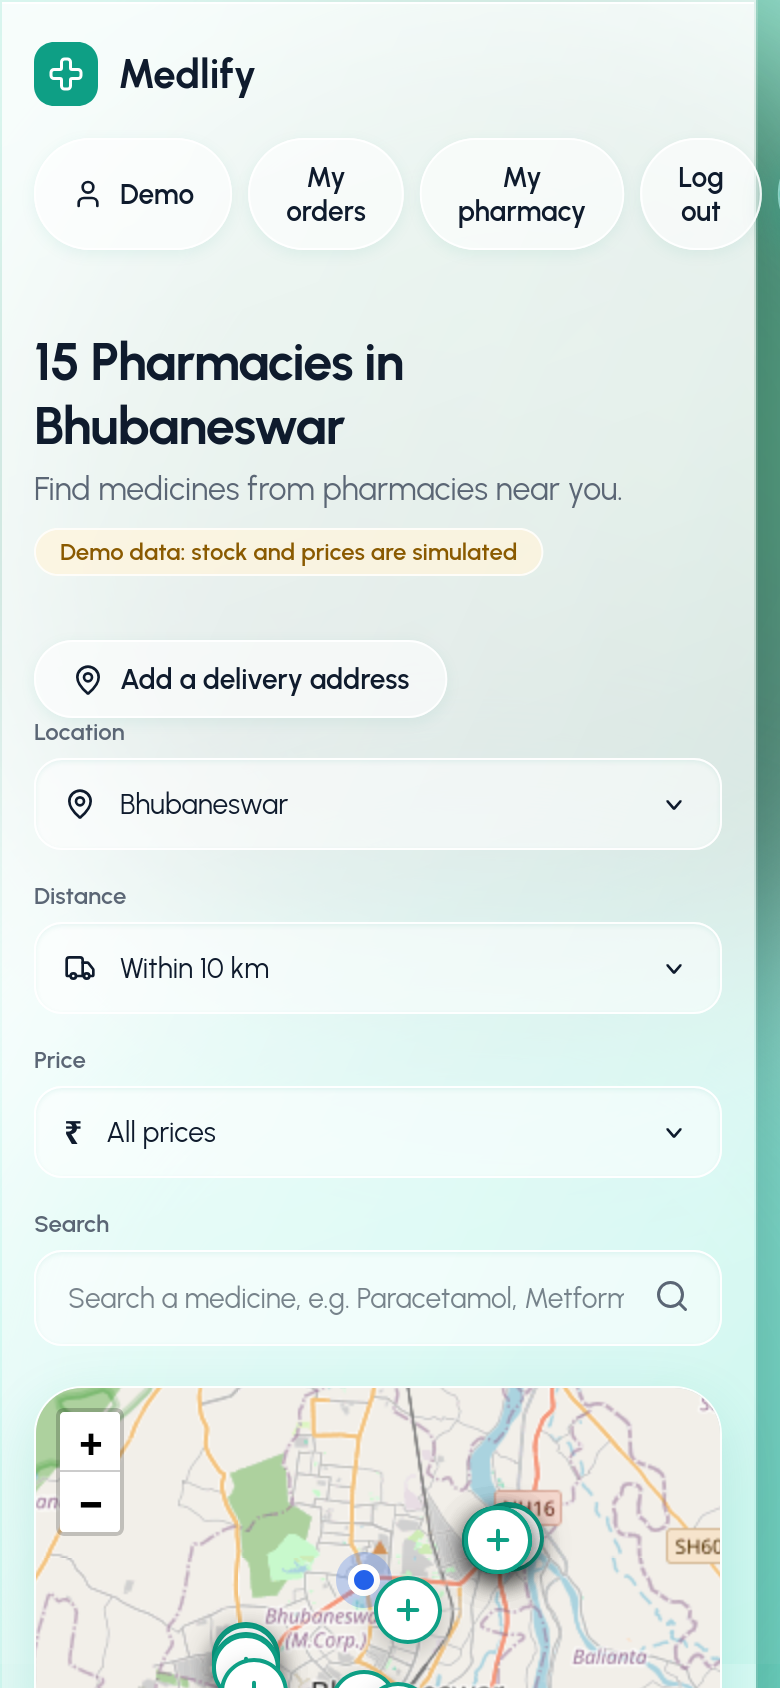 Medlify
Demo
My
orders
My
pharmacy
Log
out
15 Pharmacies in
Bhubaneswar
Find medicines from pharmacies near you.
Demo data: stock and prices are simulated
Add a delivery address
Location
Bhubaneswar
Distance
Within 10 km
Price
₹ All prices
Search
Search a medicine, e.g. Paracetamol, Metform
+
−
SH60
(M.Corp.)
Balianta